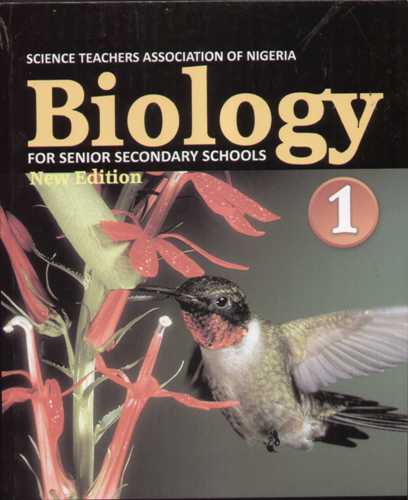 SCIENCE TEACHERS ASSOCIATION OF NIGERIA
Biology
FOR SENIOR SECONDARY SCHOOLS
New Edition
1